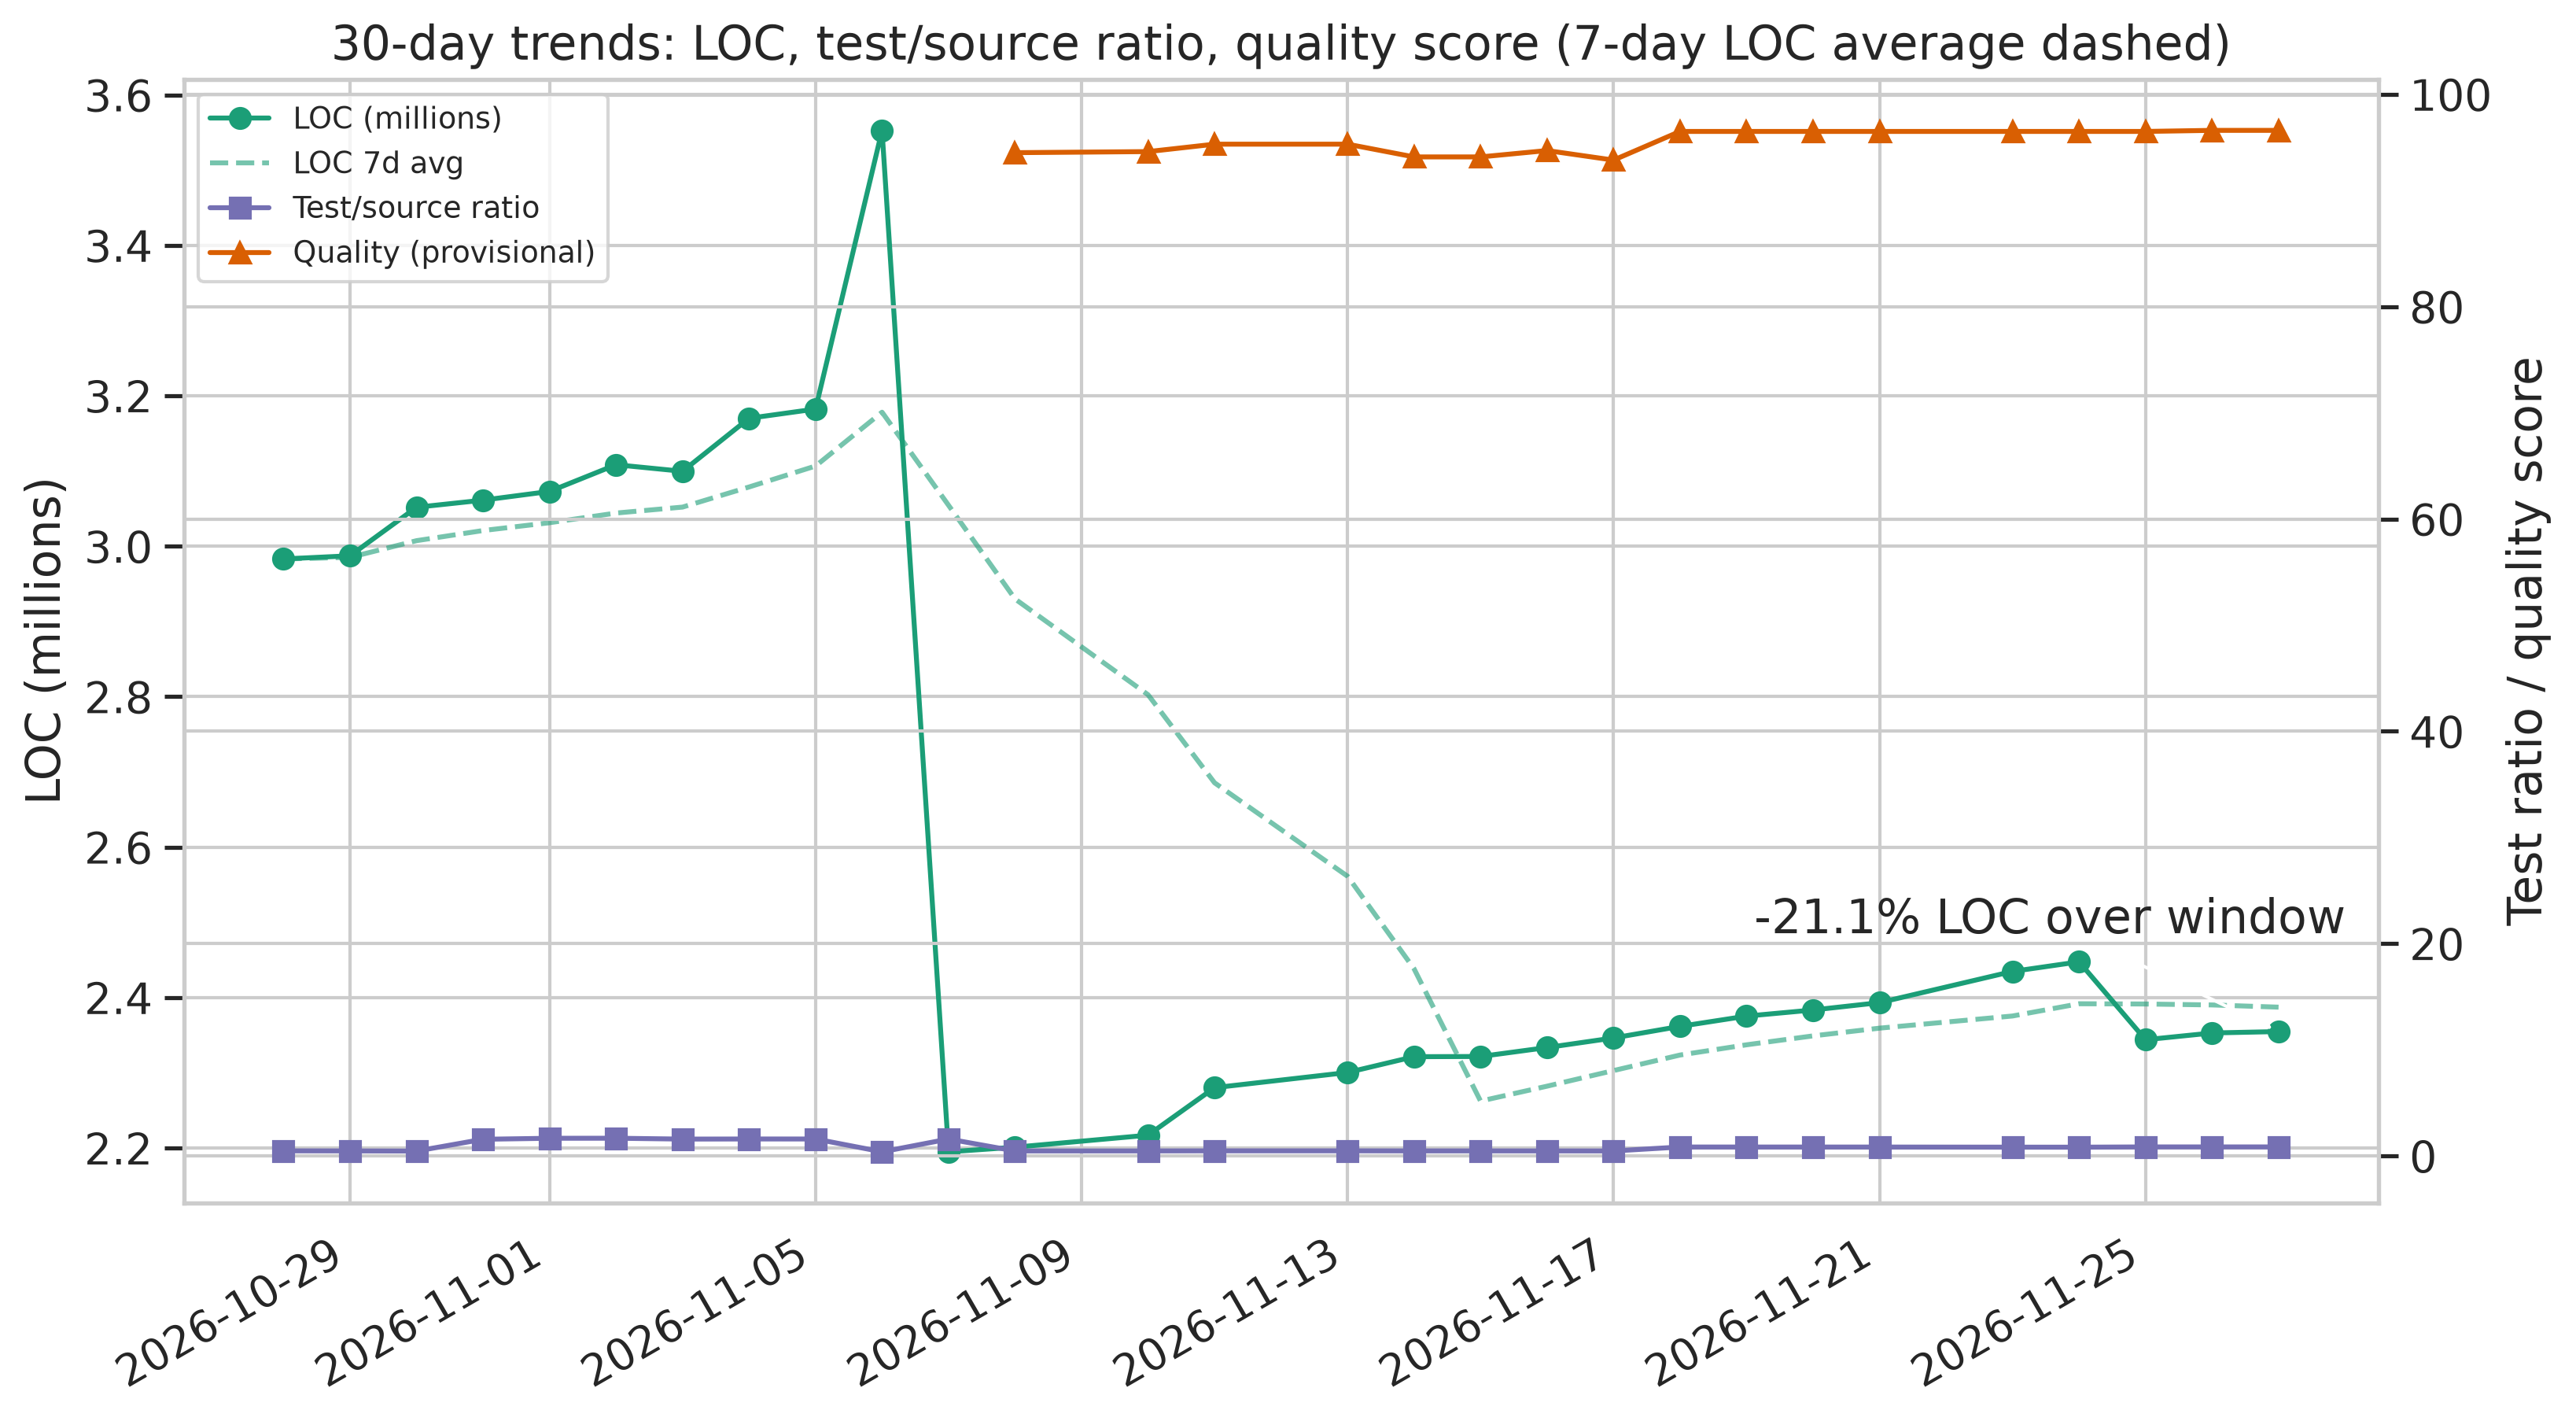 30-day trends: LOC, test/source ratio, quality score (7-day LOC average dashed)
LOC (millions)
LOC 7d avg
Test/source ratio
Quality (provisional)
3.6
3.4
3.2
3.0
2.8
2.6
2.4
2.2
LOC (millions)
100
80
60
40
20
0
Test ratio / quality score
-21.1% LOC over window
2026-10-29
2026-11-01
2026-11-05
2026-11-09
2026-11-13
2026-11-17
2026-11-21
2026-11-25